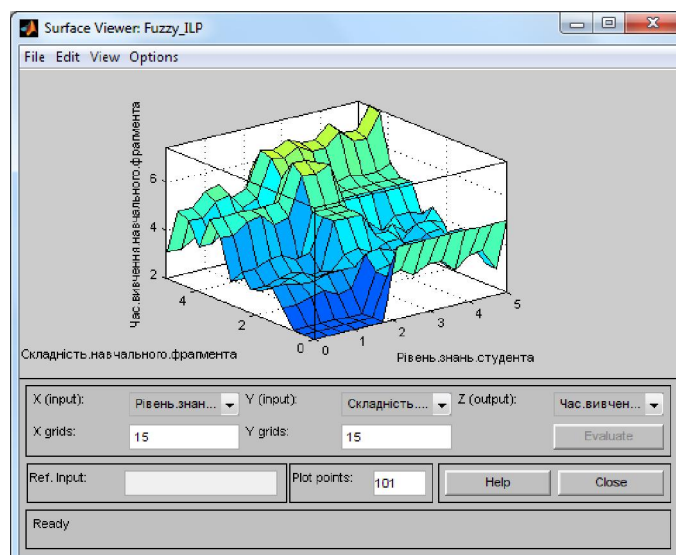 Surface Viewer: Fuzzy_ILP
File Edit View Options
Час.вивчення.навчального.фрагмента
6
4
2
4
2
0
0
1
2
3
4
5
Складність.навчального.фрагмента
Рівень.знань.студента
X (input): Рівень.знан... Y (input): Складність.... Z (output): Час.вивчен...
X grids: 15 Y grids: 15 Evaluate
Ref. Input: Plot points: 101 Help Close
Ready